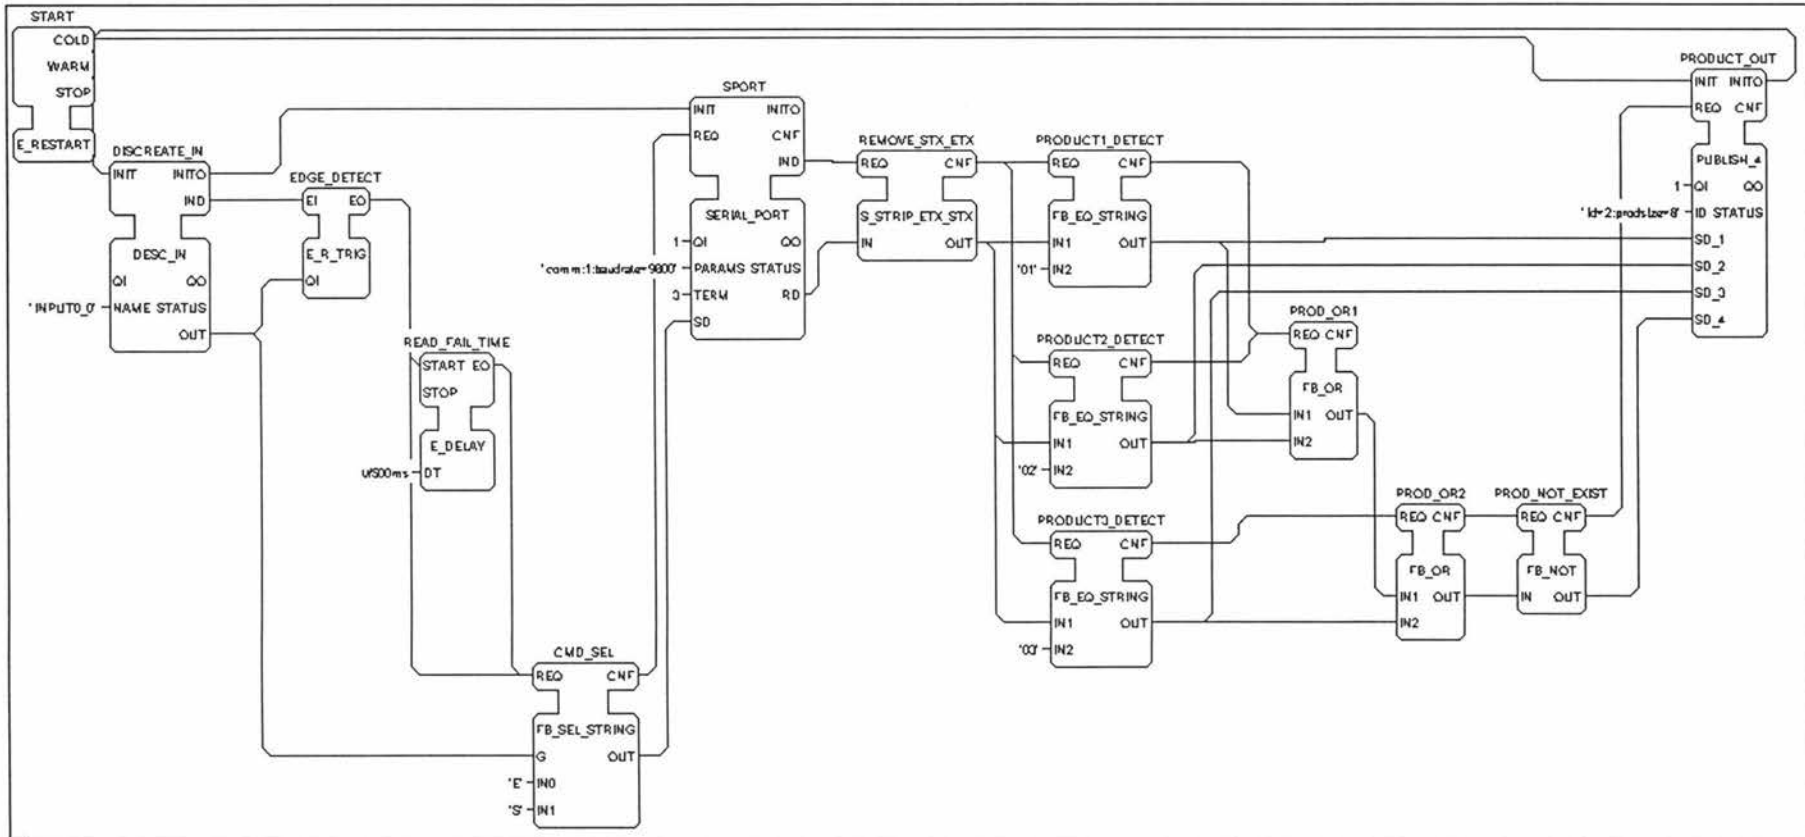 START
COLD
WARM
STOP
E_RESTART
DISCREATE_IN
INIT INITO
IND
DESC_IN
QI QO
'INPUT0_0' NAME STATUS
OUT
EDGE_DETECT
EI EO
E_R_TRIG
QI
READ_FAIL_TIME
START EO
STOP
E_DELAY
DT
CMD_SEL
REQ CNF
FB_SEL_STRING
G OUT
'E' IN0
'S' IN1
SPORT
INIT INITO
REQ CNF
IND
SERIAL_PORT
1 QI QO
PARAMS STATUS
3 TERM RD
SD
REMOVE_STX_ETX
REQ CNF
S_STRIP_ETX_STX
IN OUT
PRODUCT1_DETECT
REQ CNF
FB_EQ_STRING
IN1 OUT
'01' IN2
PRODUCT2_DETECT
REQ CNF
FB_EQ_STRING
IN1 OUT
'02' IN2
PRODUCT3_DETECT
REQ CNF
FB_EQ_STRING
IN1 OUT
'03' IN2
PROD_OR1
REQ CNF
FB_OR
IN1 OUT
IN2
PROD_OR2
REQ CNF
FB_OR
IN1 OUT
IN2
PROD_NOT_EXIST
REQ CNF
FB_NOT
IN OUT
PRODUCT_OUT
INIT INITO
REQ CNF
PUBLISH_4
1 QI QO
ID STATUS
SD_1
SD_2
SD_3
SD_4